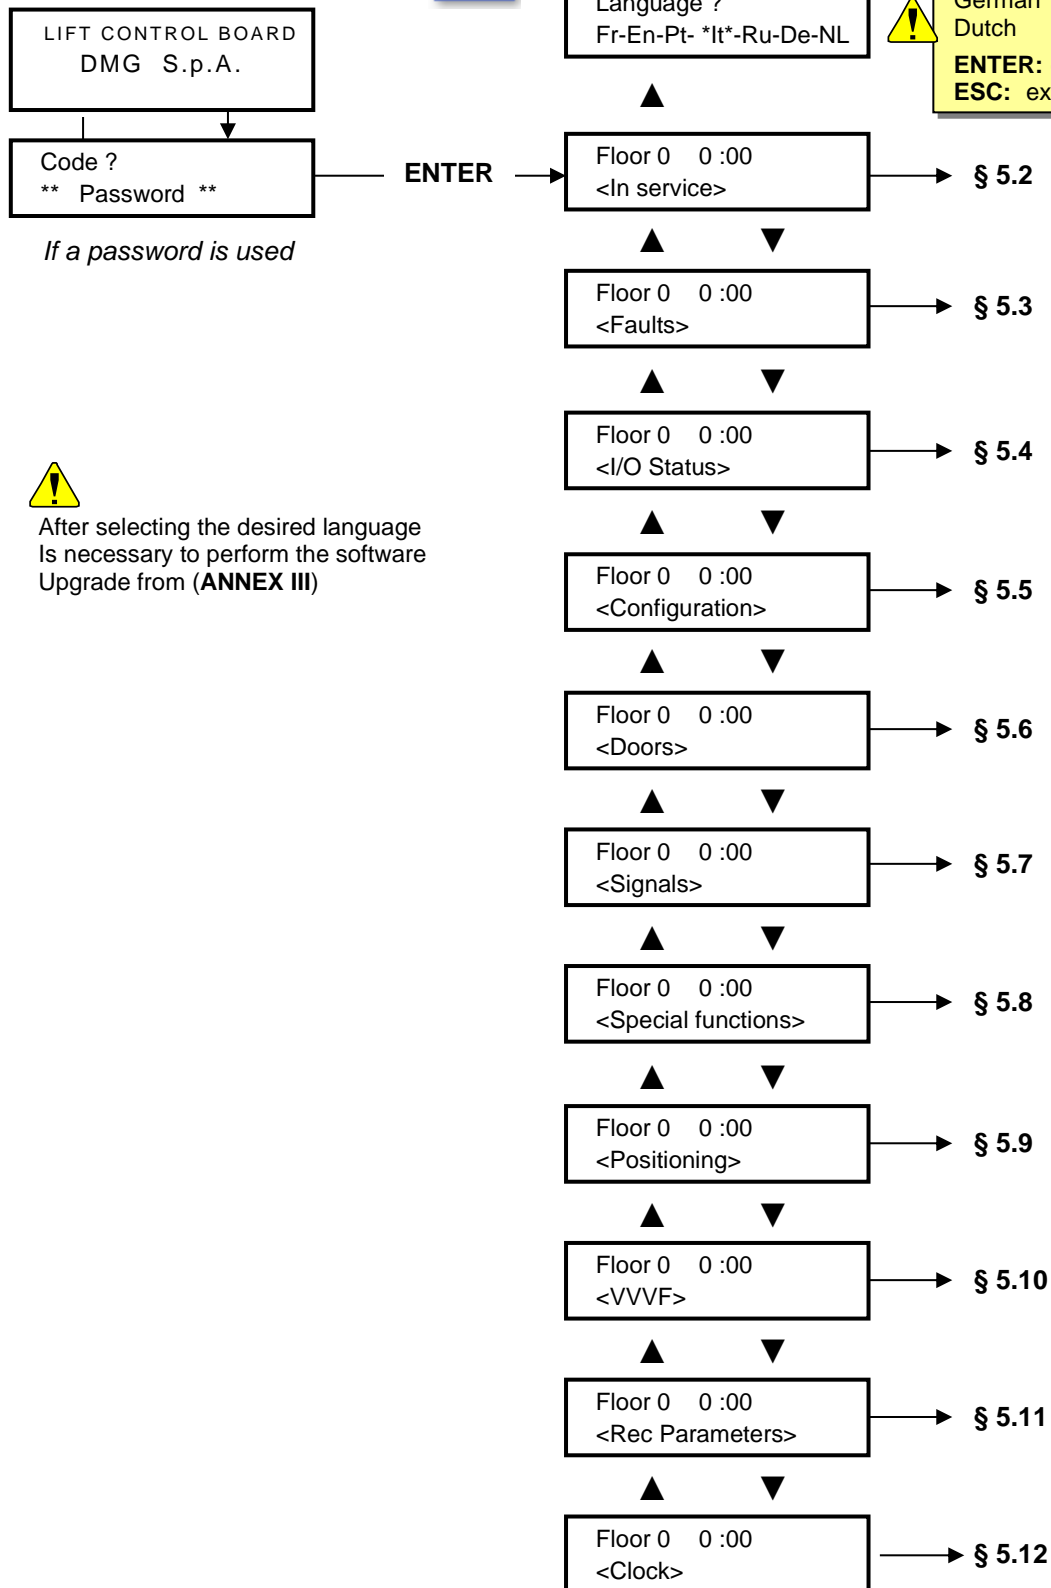 Language ?
Fr-En-Pt- *It*-Ru-De-NL
German
Dutch
ENTER:
ESC: ex
LIFT CONTROL BOARD
DMG S.p.A.
Code ?
** Password **
If a password is used
ENTER
Floor 0 0 :00
<In service>
§ 5.2
Floor 0 0 :00
<Faults>
§ 5.3
Floor 0 0 :00
<I/O Status>
§ 5.4
After selecting the desired language
Is necessary to perform the software
Upgrade from (ANNEX III)
Floor 0 0 :00
<Configuration>
§ 5.5
Floor 0 0 :00
<Doors>
§ 5.6
Floor 0 0 :00
<Signals>
§ 5.7
Floor 0 0 :00
<Special functions>
§ 5.8
Floor 0 0 :00
<Positioning>
§ 5.9
Floor 0 0 :00
<VVVF>
§ 5.10
Floor 0 0 :00
<Rec Parameters>
§ 5.11
Floor 0 0 :00
<Clock>
§ 5.12